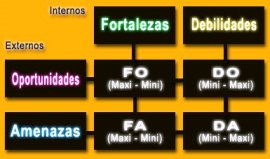 Internos
Fortalezas Debilidades
Externos
Oportunidades FO DO
(Maxi - Mini) (Maxi - Mini)
Amenazas FA DA
(Maxi - Mini) (Maxi - Mini)